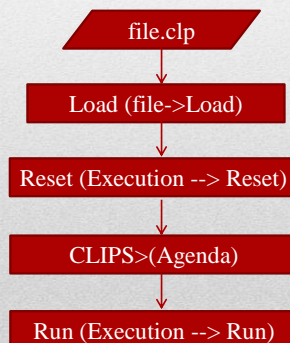 file.clp
Load (file->Load)
Reset (Execution --> Reset)
CLIPS>(Agenda)
Run (Execution --> Run)